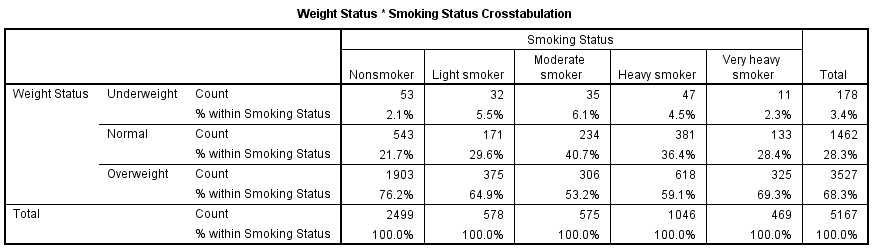 Weight Status * Smoking Status Crosstabulation
Smoking Status
Nonsmoker Light smoker Moderate smoker Heavy smoker Very heavy smoker Total
Weight Status Underweight Count 53 32 35 47 11 178
% within Smoking Status 2.1% 5.5% 6.1% 4.5% 2.3% 3.4%
Normal Count 543 171 234 381 133 1462
% within Smoking Status 21.7% 29.6% 40.7% 36.4% 28.4% 28.3%
Overweight Count 1903 375 306 618 325 3527
% within Smoking Status 76.2% 64.9% 53.2% 59.1% 69.3% 68.3%
Total Count 2499 578 575 1046 469 5167
% within Smoking Status 100.0% 100.0% 100.0% 100.0% 100.0% 100.0%